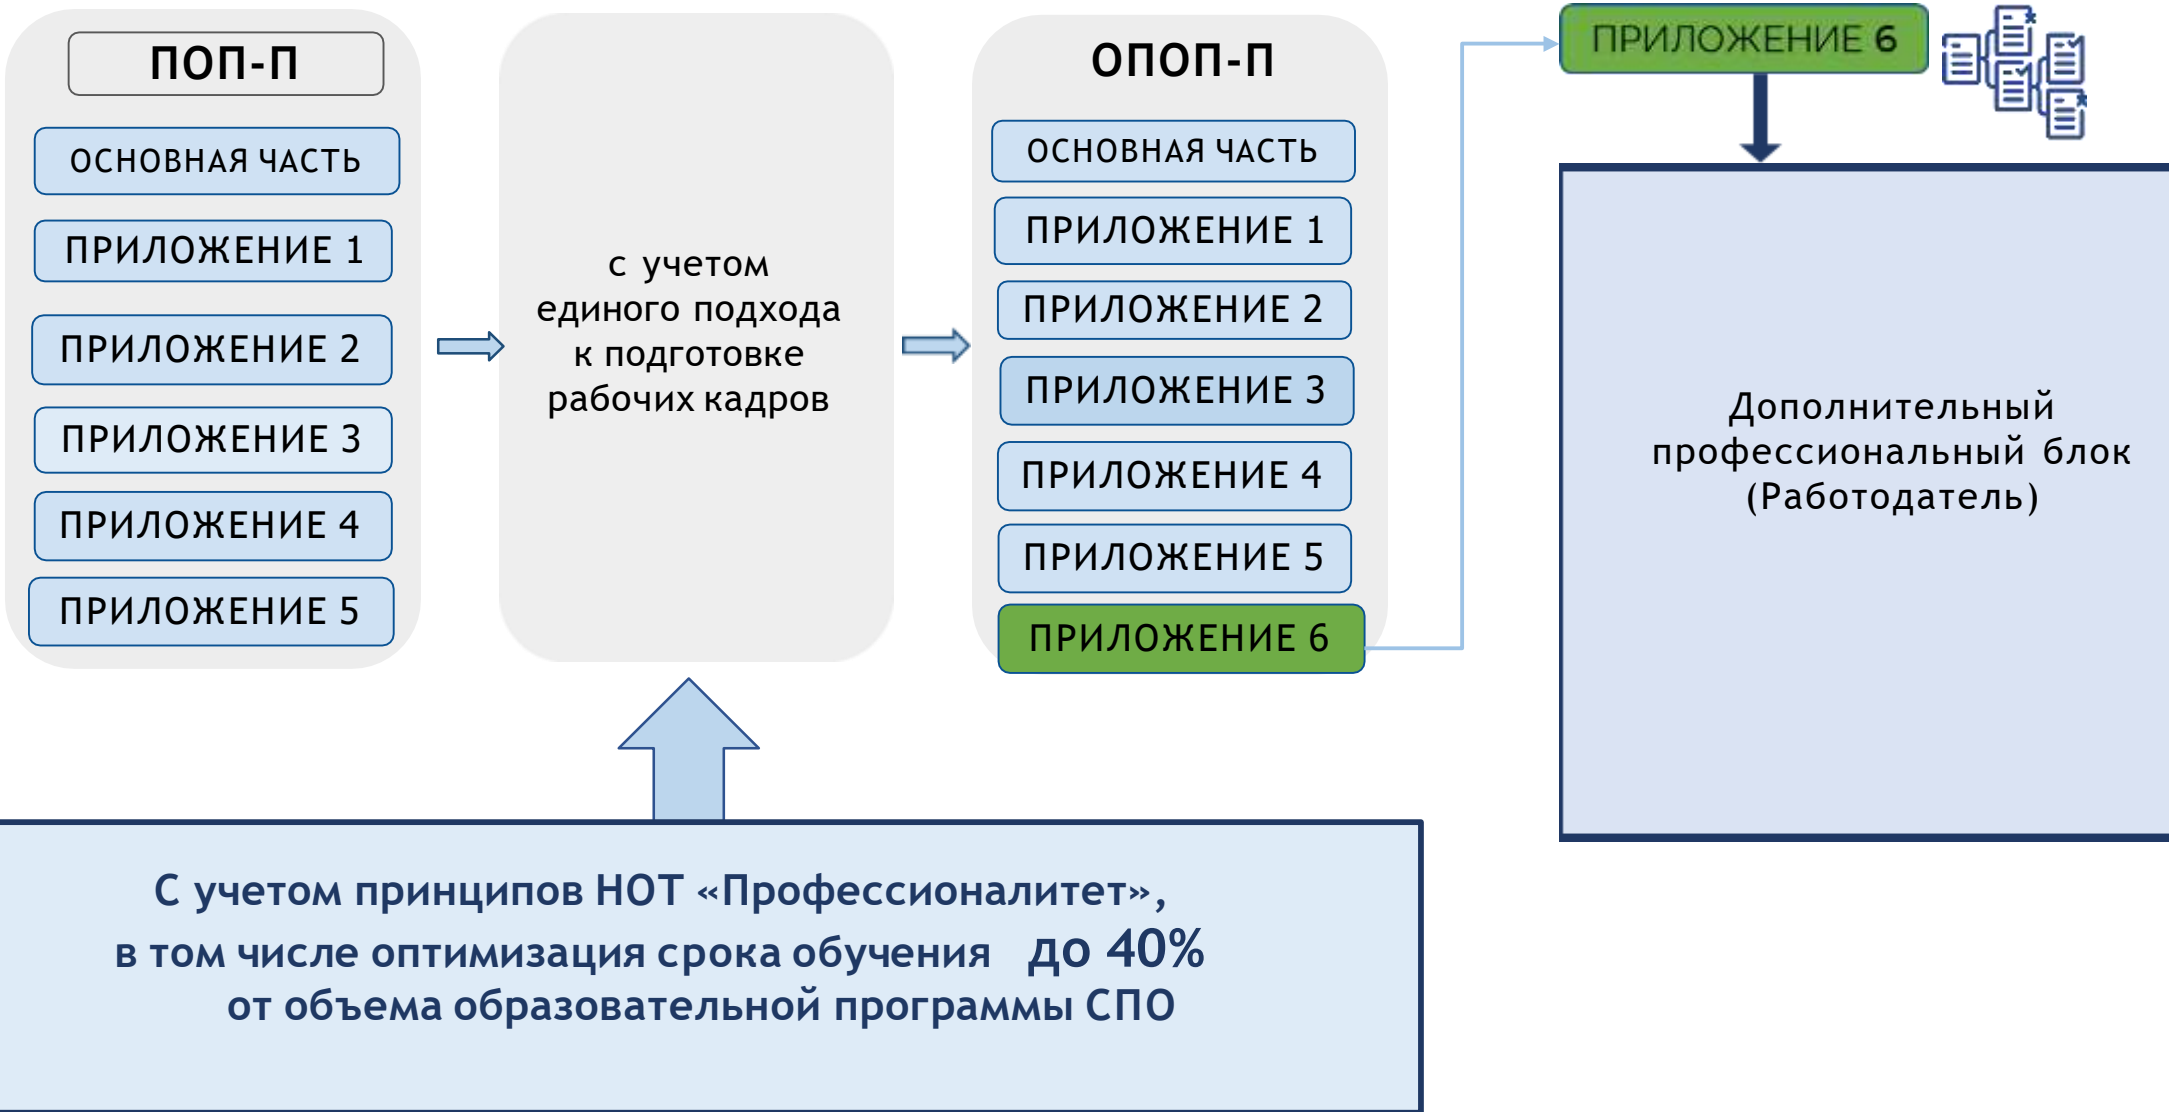 ПОП-П
ОСНОВНАЯ ЧАСТЬ
ПРИЛОЖЕНИЕ 1
ПРИЛОЖЕНИЕ 2
ПРИЛОЖЕНИЕ 3
ПРИЛОЖЕНИЕ 4
ПРИЛОЖЕНИЕ 5
с учетом
единого подхода
к подготовке
рабочих кадров
ОПОП-П
ОСНОВНАЯ ЧАСТЬ
ПРИЛОЖЕНИЕ 1
ПРИЛОЖЕНИЕ 2
ПРИЛОЖЕНИЕ 3
ПРИЛОЖЕНИЕ 4
ПРИЛОЖЕНИЕ 5
ПРИЛОЖЕНИЕ 6
ПРИЛОЖЕНИЕ 6
Дополнительный
профессиональный блок
(Работодатель)
С учетом принципов НОТ «Профессионалитет»,
в том числе оптимизация срока обучения до 40%
от объема образовательной программы СПО